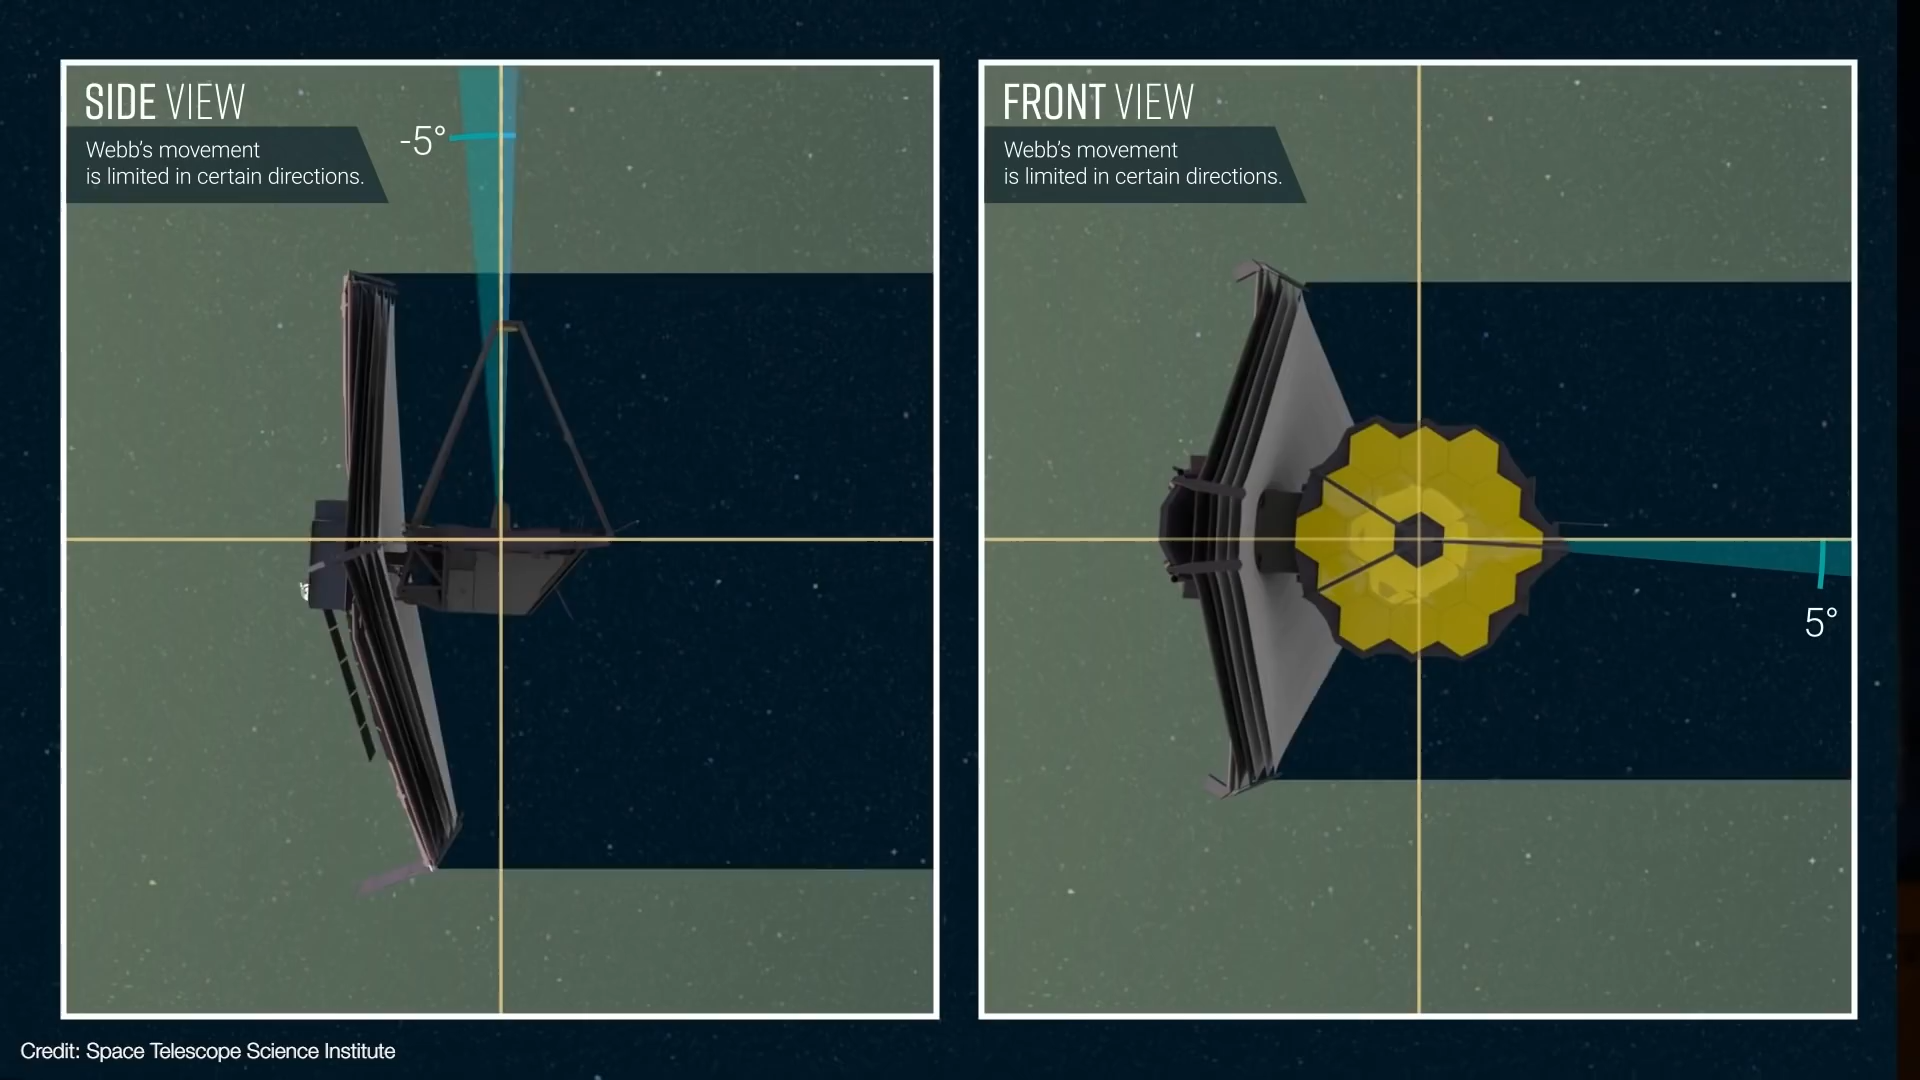 SIDE VIEW
Webb's movement
is limited in certain directions.
-5°
FRONT VIEW
Webb's movement
is limited in certain directions.
5°
Credit: Space Telescope Science Institute